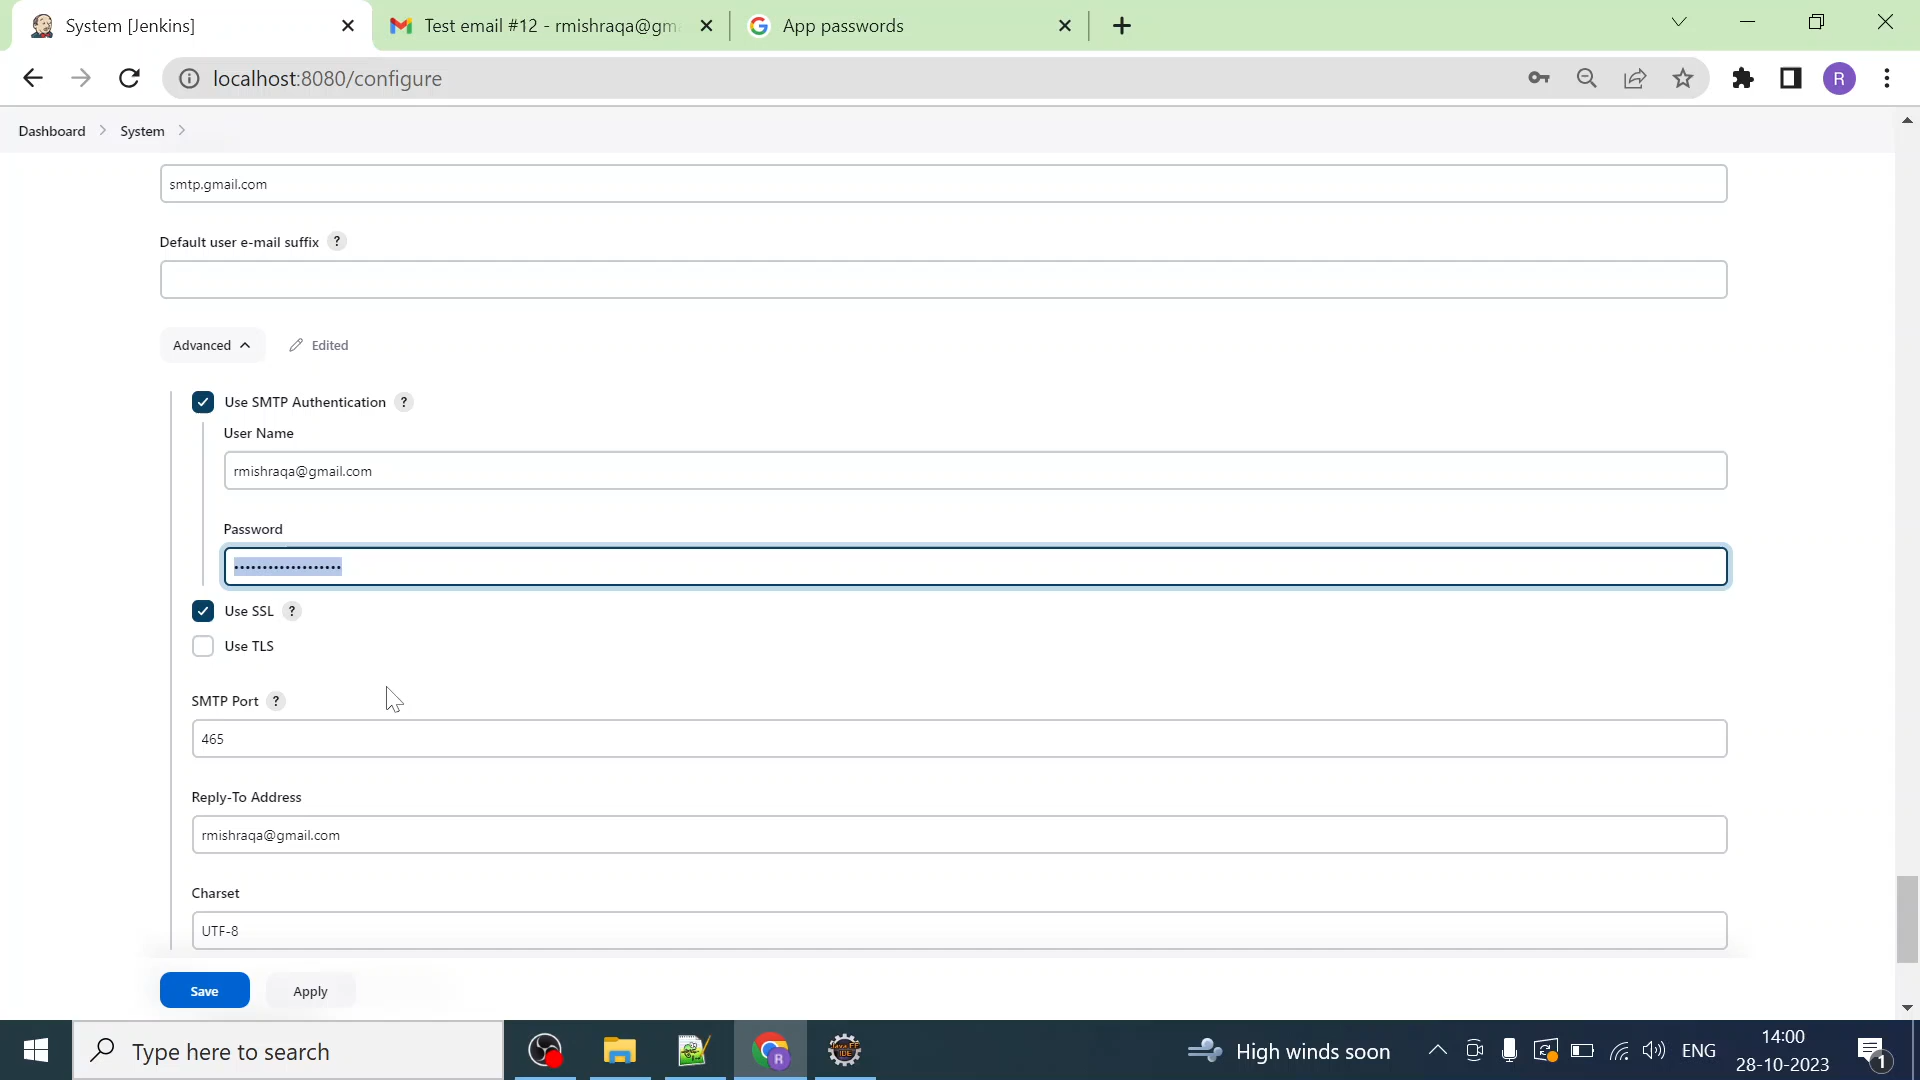 System [Jenkins]
Test email #12 - rmishraqa@gm
App passwords
localhost:8080/configure
R
Dashboard
System
smtp.gmail.com
Default user e-mail suffix ?
Advanced
Edited
Use SMTP Authentication ?
User Name
rmishraqa@gmail.com
Password
•••••••••••••••••••
Use SSL ?
Use TLS
SMTP Port ?
465
Reply-To Address
rmishraqa@gmail.com
Charset
UTF-8
Save
Apply
Type here to search
High winds soon
ENG
14:00
28-10-2023
1